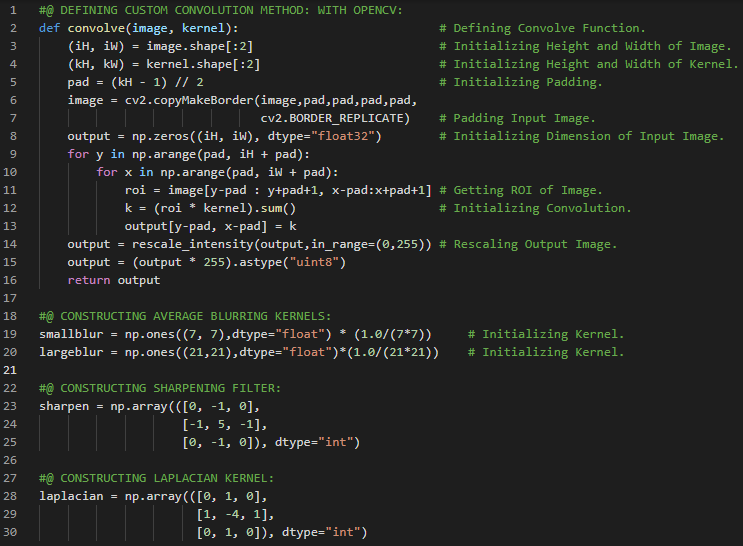 1 #@ DEFINING CUSTOM CONVOLUTION METHOD: WITH OPENCV:
2 def convolve(image, kernel): # Defining Convolve Function.
3     (iH, iW) = image.shape[:2] # Initializing Height and Width of Image.
4     (kH, kW) = kernel.shape[:2] # Initializing Height and Width of Kernel.
5     pad = (kH - 1) // 2 # Initializing Padding.
6     image = cv2.copyMakeBorder(image,pad,pad,pad,pad,
7                                cv2.BORDER_REPLICATE) # Padding Input Image.
8     output = np.zeros((iH, iW), dtype="float32") # Initializing Dimension of Input Image.
9     for y in np.arange(pad, iH + pad):
10         for x in np.arange(pad, iW + pad):
11             roi = image[y-pad : y+pad+1, x-pad:x+pad+1] # Getting ROI of Image.
12             k = (roi * kernel).sum() # Initializing Convolution.
13             output[y-pad, x-pad] = k
14     output = rescale_intensity(output,in_range=(0,255)) # Rescaling Output Image.
15     output = (output * 255).astype("uint8")
16     return output
17
18 #@ CONSTRUCTING AVERAGE BLURRING KERNELS:
19 smallblur = np.ones((7, 7),dtype="float") * (1.0/(7*7)) # Initializing Kernel.
20 largeblur = np.ones((21,21),dtype="float")*(1.0/(21*21)) # Initializing Kernel.
21
22 #@ CONSTRUCTING SHARPENING FILTER:
23 sharpen = np.array(([0, -1, 0],
24                     [-1, 5, -1],
25                     [0, -1, 0]), dtype="int")
26
27 #@ CONSTRUCTING LAPLACIAN KERNEL:
28 laplacian = np.array(([0, 1, 0],
29                       [1, -4, 1],
30                       [0, 1, 0]), dtype="int")